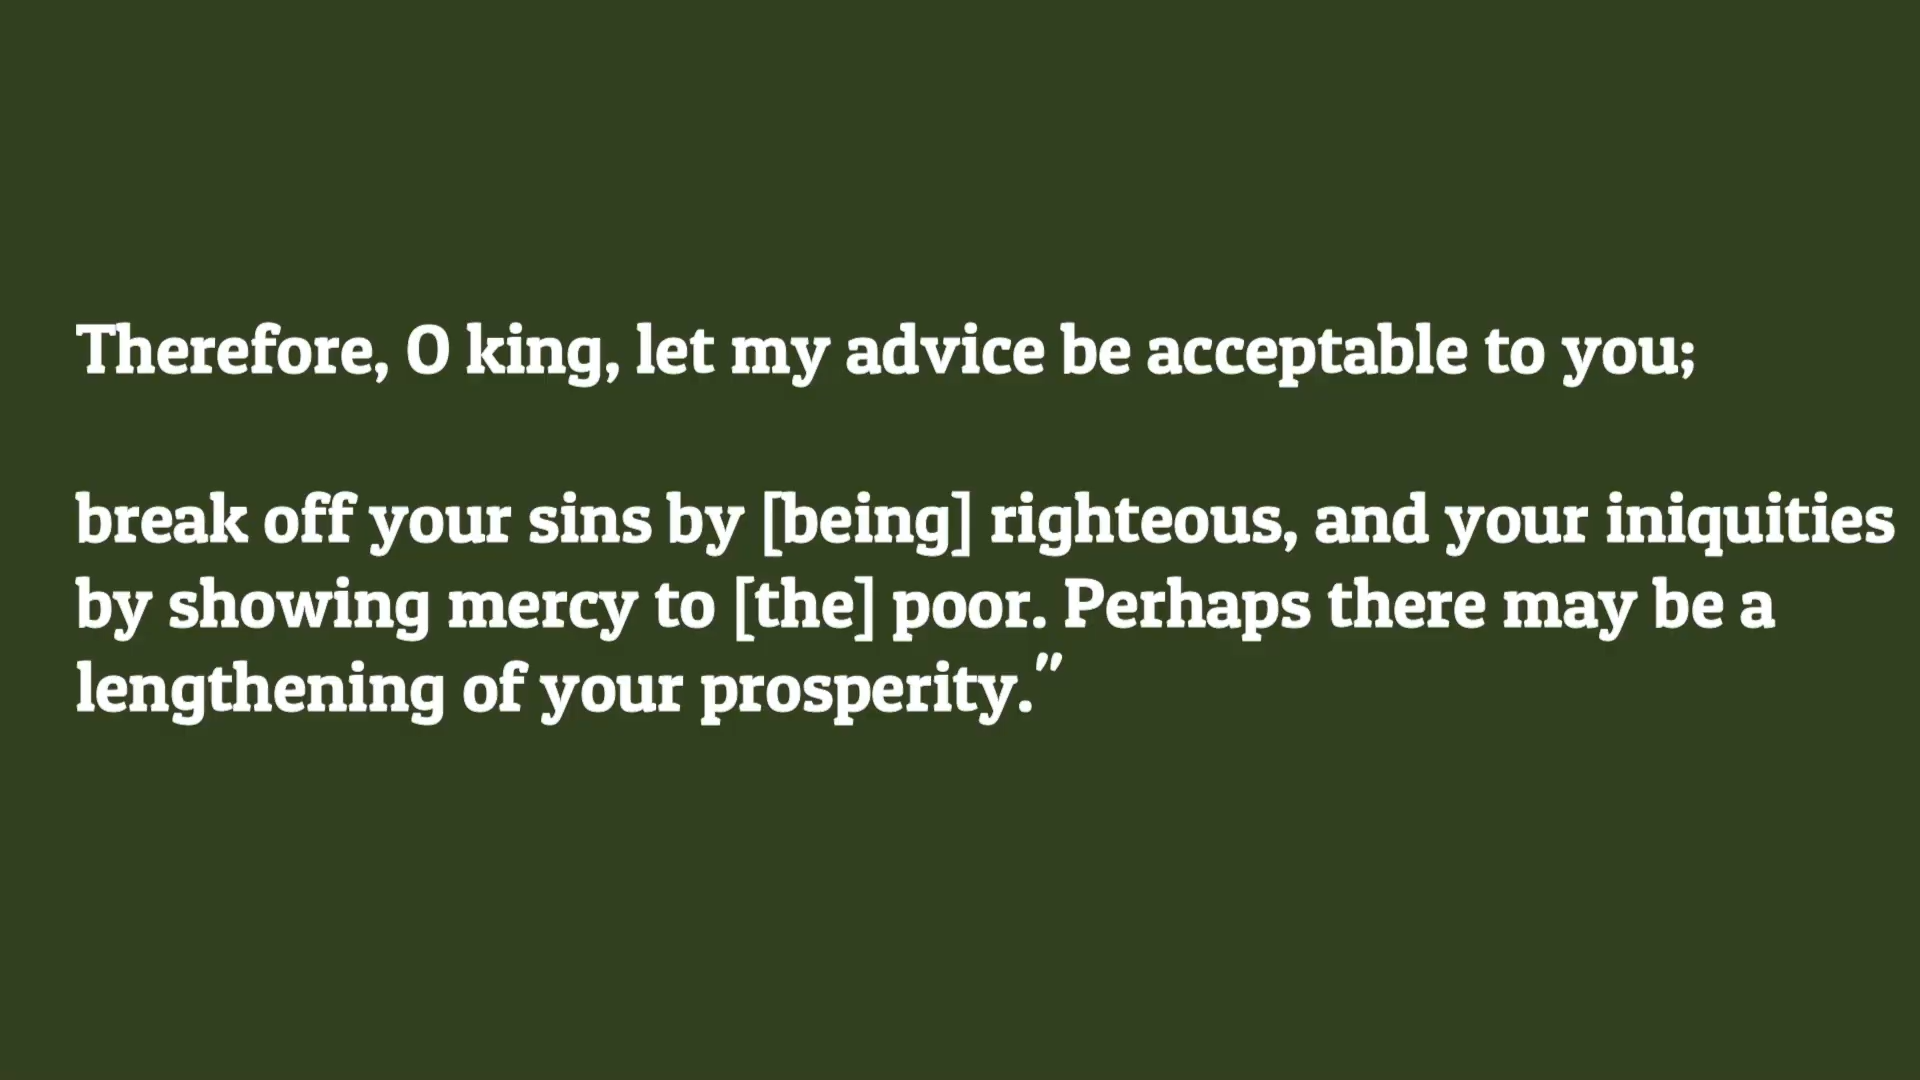 Therefore, O king, let my advice be acceptable to you;
break off your sins by [being] righteous, and your iniquities
by showing mercy to [the] poor. Perhaps there may be a
lengthening of your prosperity."